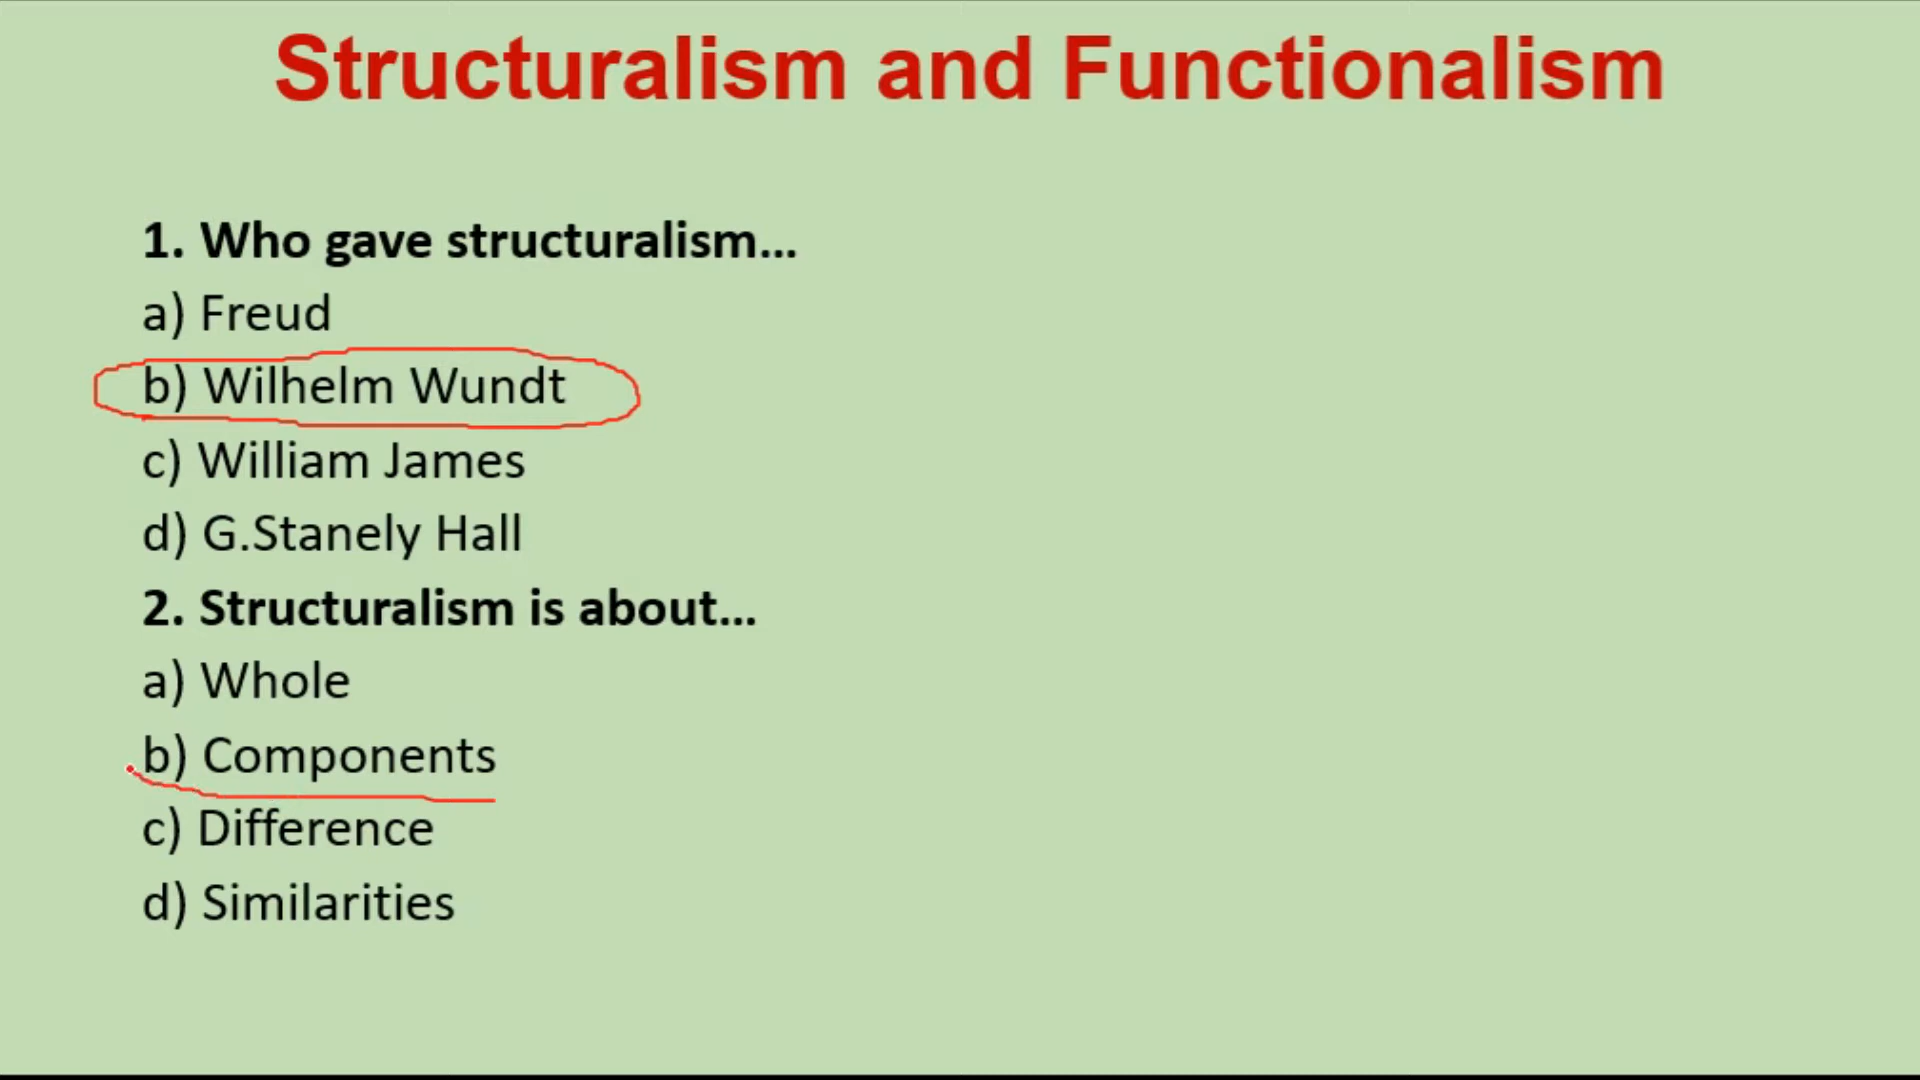 Structuralism and Functionalism
1. Who gave structuralism...
a) Freud
b) Wilhelm Wundt
c) William James
d) G.Stanely Hall
2. Structuralism is about...
a) Whole
b) Components
c) Difference
d) Similarities